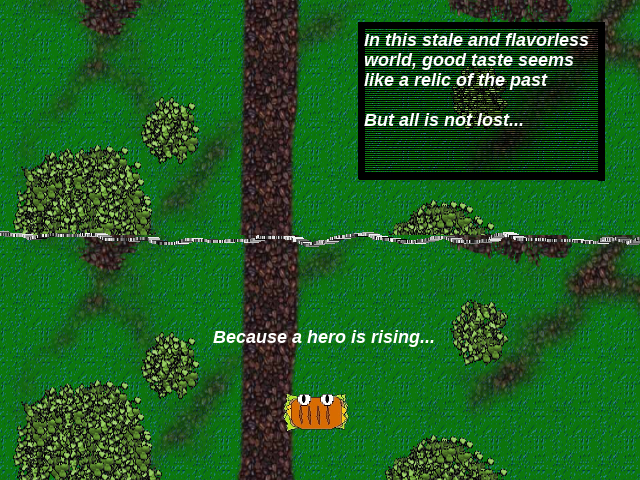 In this stale and flavorless
world, good taste seems
like a relic of the past
But all is not lost...
Because a hero is rising...